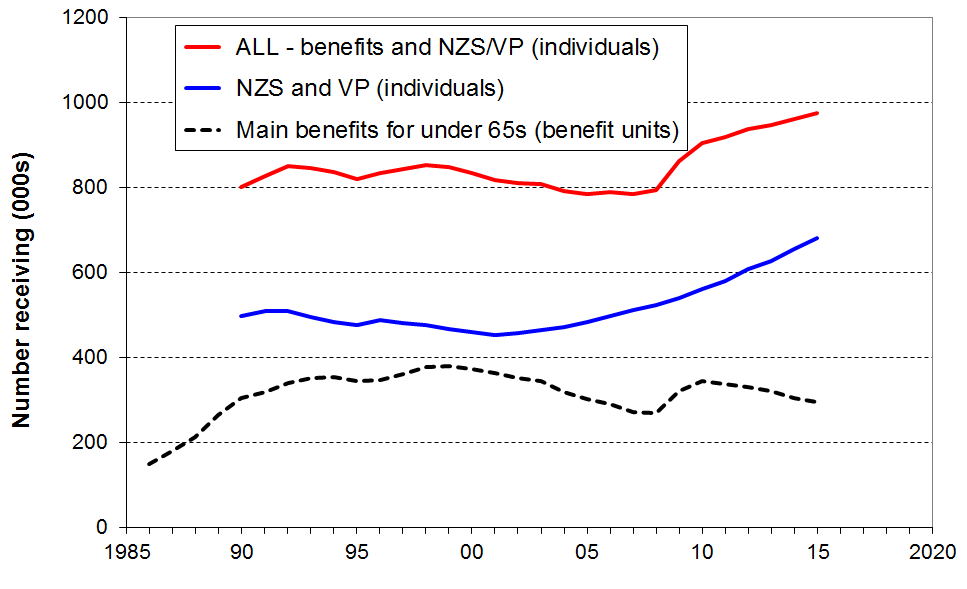 1200
1000
800
600
400
200
0
Number receiving (000s)
ALL - benefits and NZS/VP (individuals)
NZS and VP (individuals)
Main benefits for under 65s (benefit units)
1985 90 95 00 05 10 15 2020